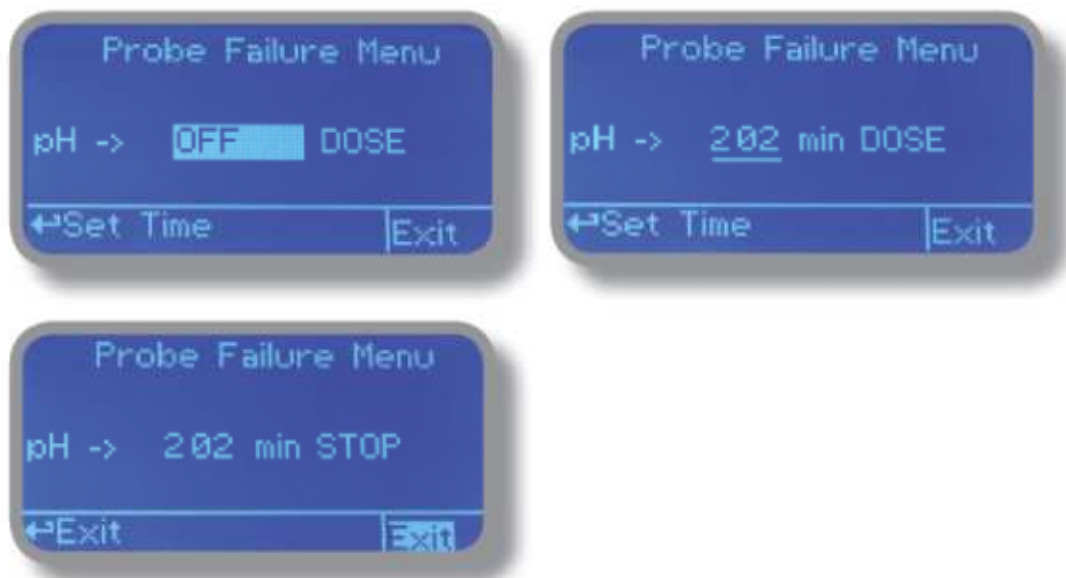 Probe Failure Menu
pH -> OFF DOSE
↵Set Time Exit
Probe Failure Menu
pH -> 202 min DOSE
↵Set Time Exit
Probe Failure Menu
pH -> 202 min STOP
↵Exit Exit